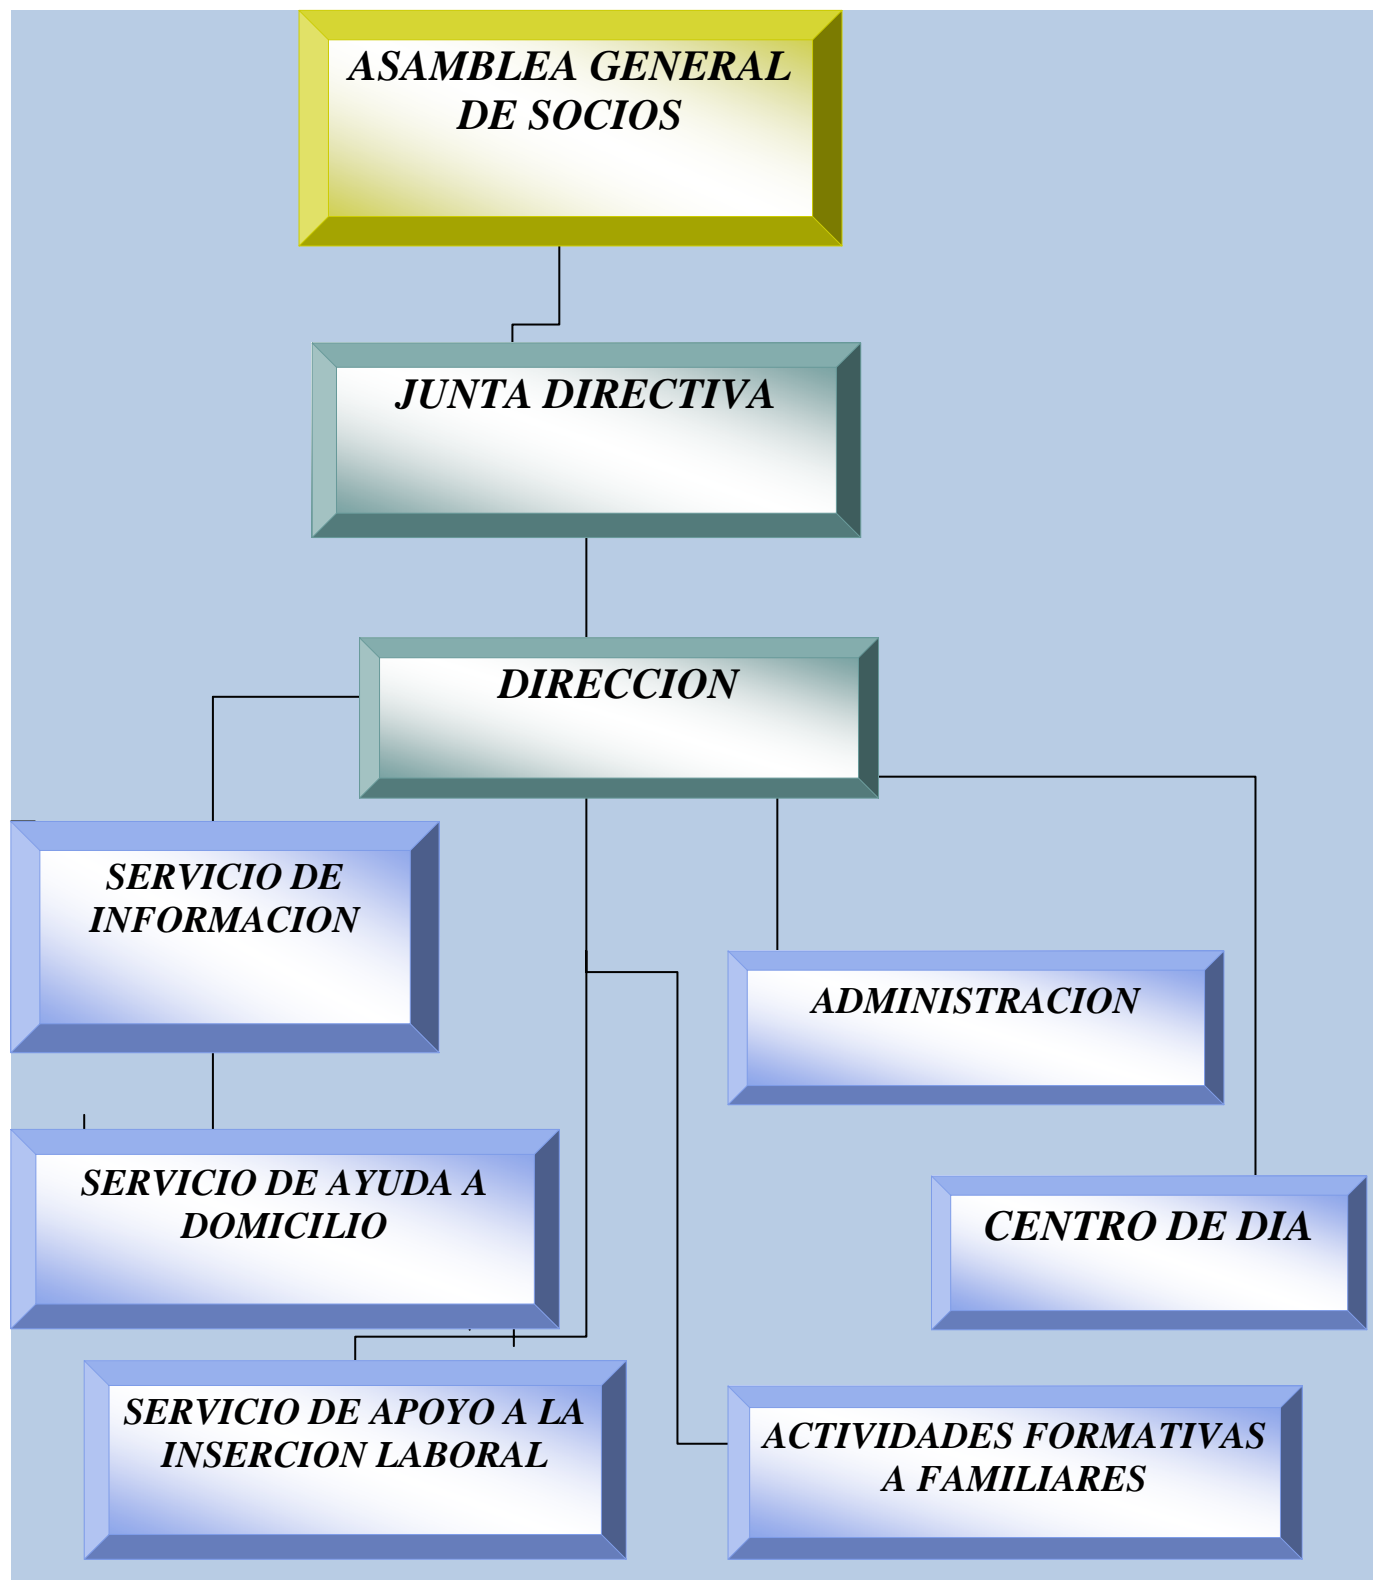 ASAMBLEA GENERAL
DE SOCIOS
JUNTA DIRECTIVA
DIRECCION
SERVICIO DE
INFORMACION
ADMINISTRACION
SERVICIO DE AYUDA A
DOMICILIO
CENTRO DE DIA
SERVICIO DE APOYO A LA
INSERCION LABORAL
ACTIVIDADES FORMATIVAS
A FAMILIARES